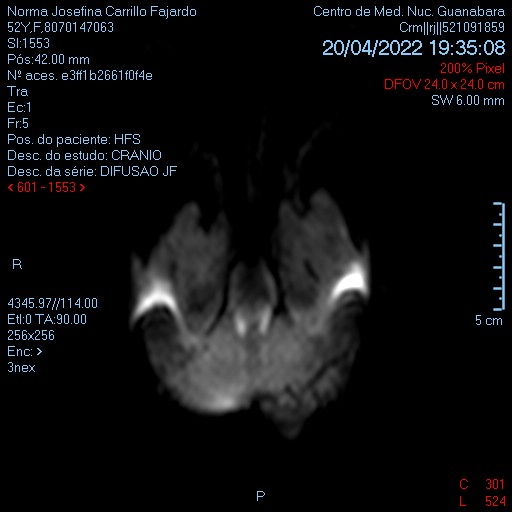 Norma Josefina Carrillo Fajardo
52Y,F,8070147063
Sl:1553
Pós:42.00 mm
Nº aces. e3ff1b2661f0f4e
Tra
Ec:1
Fr:5
Pos. do paciente: HFS
Desc. do estudo: CRANIO
Desc. da série: DIFUSAO JF
< 601 - 1553 >
Centro de Med. Nuc. Guanabara
Crm||rj||521091859
20/04/2022 19:35:08
200% Pixel
DFOV 24.0 x 24.0 cm
SW 6.00 mm
R
5 cm
4345.97//114.00
Etl:0 TA:90.00
256x256
Enc: >
3nex
P
C 301
L 524